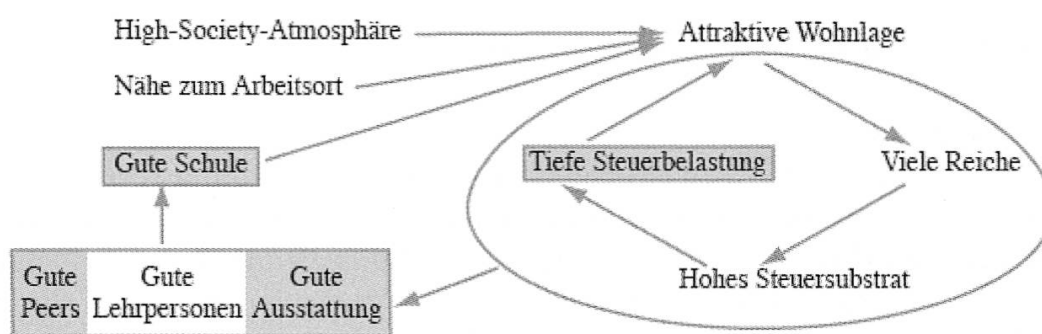 High-Society-Atmosphäre
Attraktive Wohnlage
Nähe zum Arbeitsort
Gute Schule
Tiefe Steuerbelastung
Viele Reiche
Gute Peers
Gute Lehrpersonen
Gute Ausstattung
Hohes Steuersubstrat